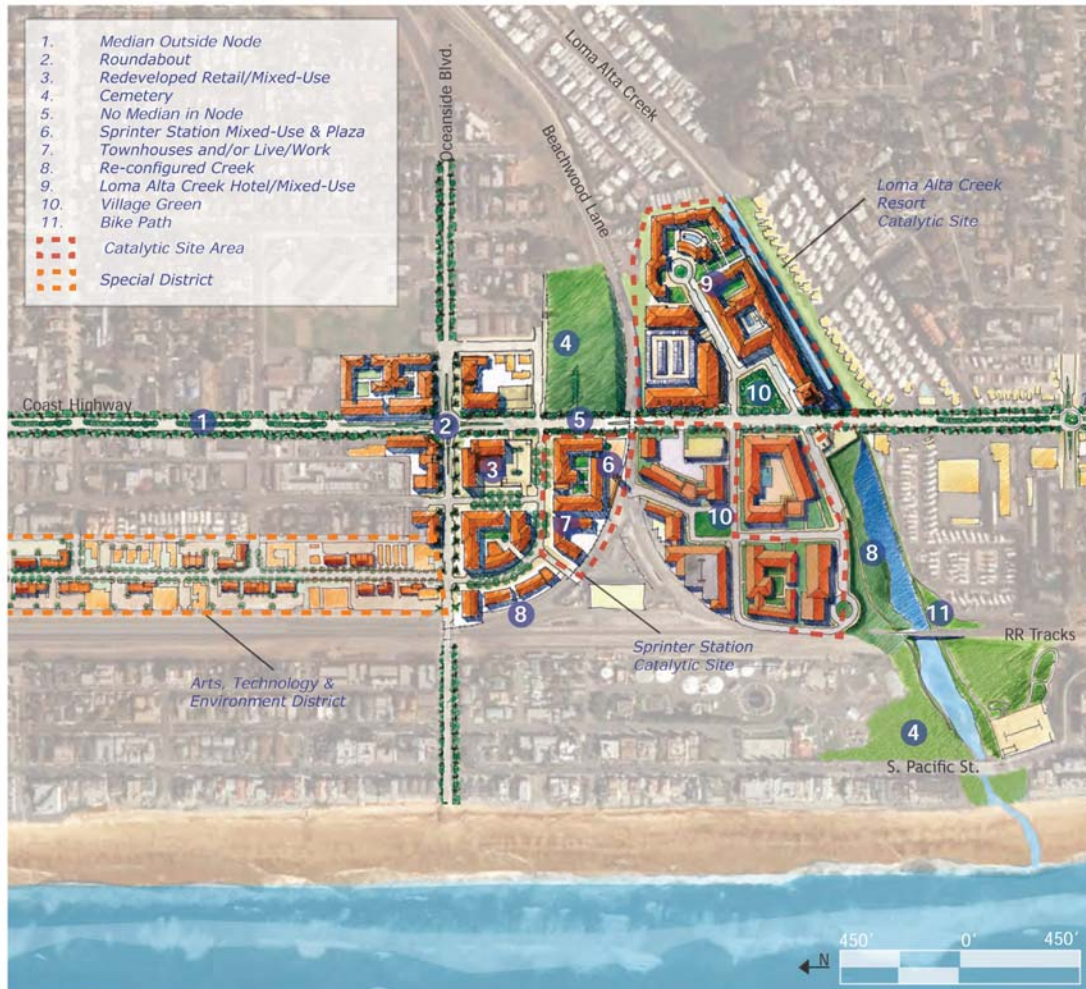 1. Median Outside Node
2. Roundabout
3. Redeveloped Retail/Mixed-Use
4. Cemetery
5. No Median in Node
6. Sprinter Station Mixed-Use & Plaza
7. Townhouses and/or Live/Work
8. Re-configured Creek
9. Loma Alta Creek Hotel/Mixed-Use
10. Village Green
11. Bike Path
Catalytic Site Area
Special District
Oceanside Blvd.
Loma Alta Creek
Beachwood Lane
Loma Alta Creek
Resort
Catalytic Site
9
4
10
Coast Highway
1
2
5
3
6
7
10
8
8
11
RR Tracks
Sprinter Station
Catalytic Site
Arts, Technology &
Environment District
4
S. Pacific St.
450' 0' 450'
N